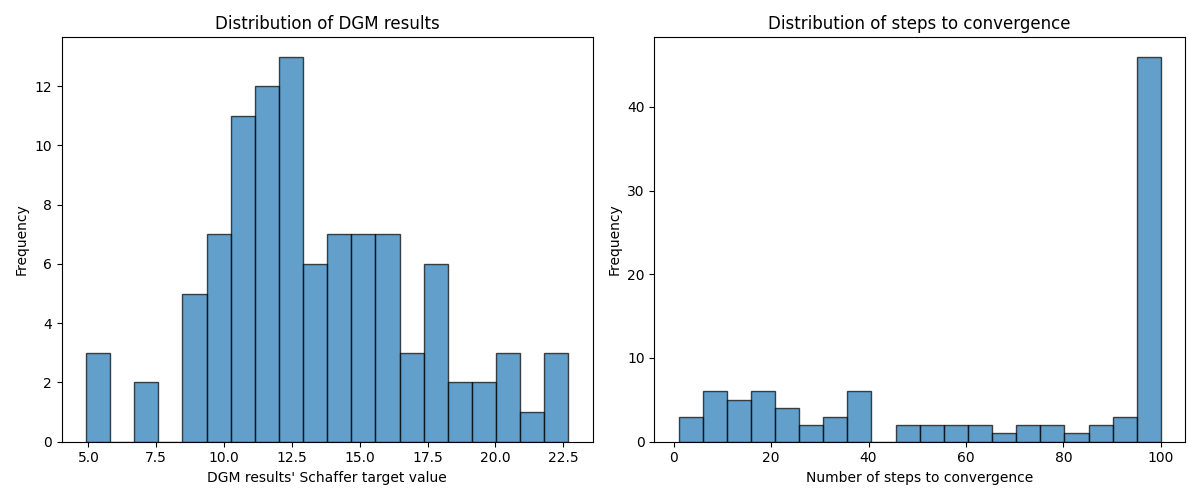 Distribution of DGM results
Frequency
12
10
8
6
4
2
0
5.0 7.5 10.0 12.5 15.0 17.5 20.0 22.5
DGM results' Schaffer target value
Distribution of steps to convergence
Frequency
40
30
20
10
0
0 20 40 60 80 100
Number of steps to convergence